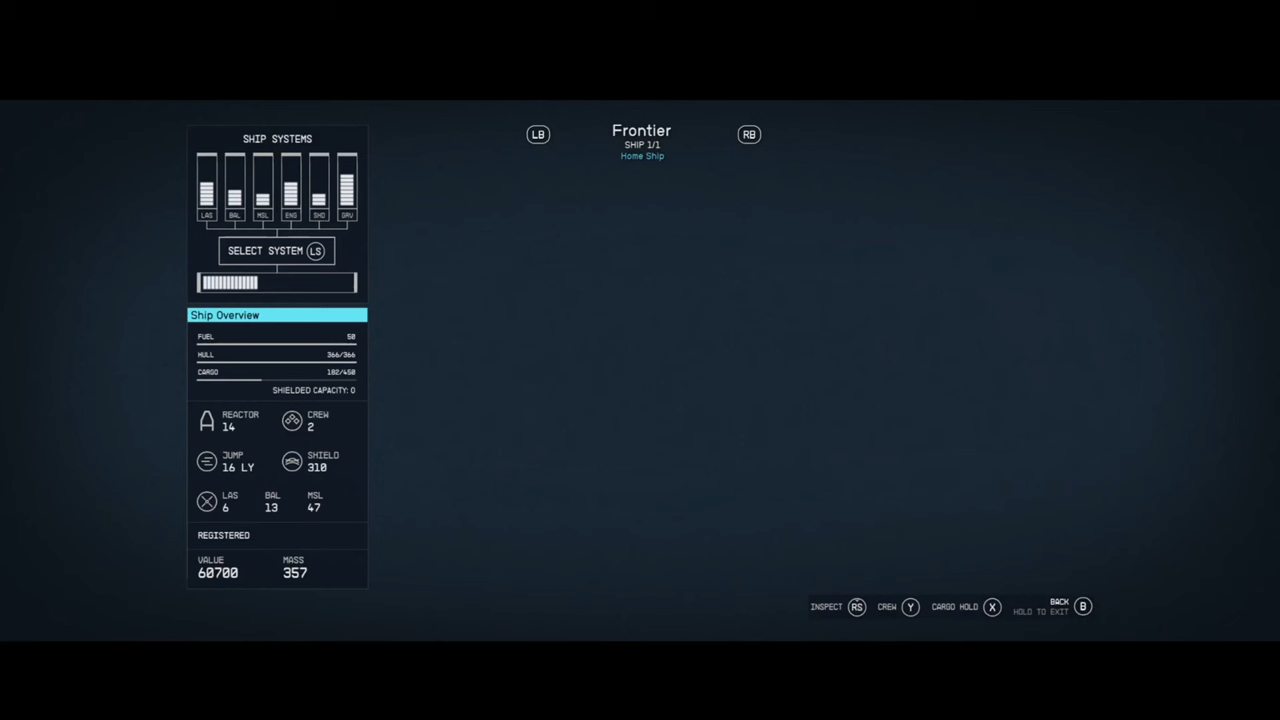 SHIP SYSTEMS
LAS BAL MSL ENG SHD GRV
SELECT SYSTEM LS
LB Frontier RB
SHIP 1/1
Home Ship
Ship Overview
FUEL 50
HULL 366/366
CARGO 182/450
SHIELDED CAPACITY: 0
REACTOR CREW
14 2
JUMP SHIELD
16 LY 310
LAS BAL MSL
6 13 47
REGISTERED
VALUE MASS
60700 357
INSPECT RS CREW Y CARGO HOLD X BACK B
HOLD TO EXIT